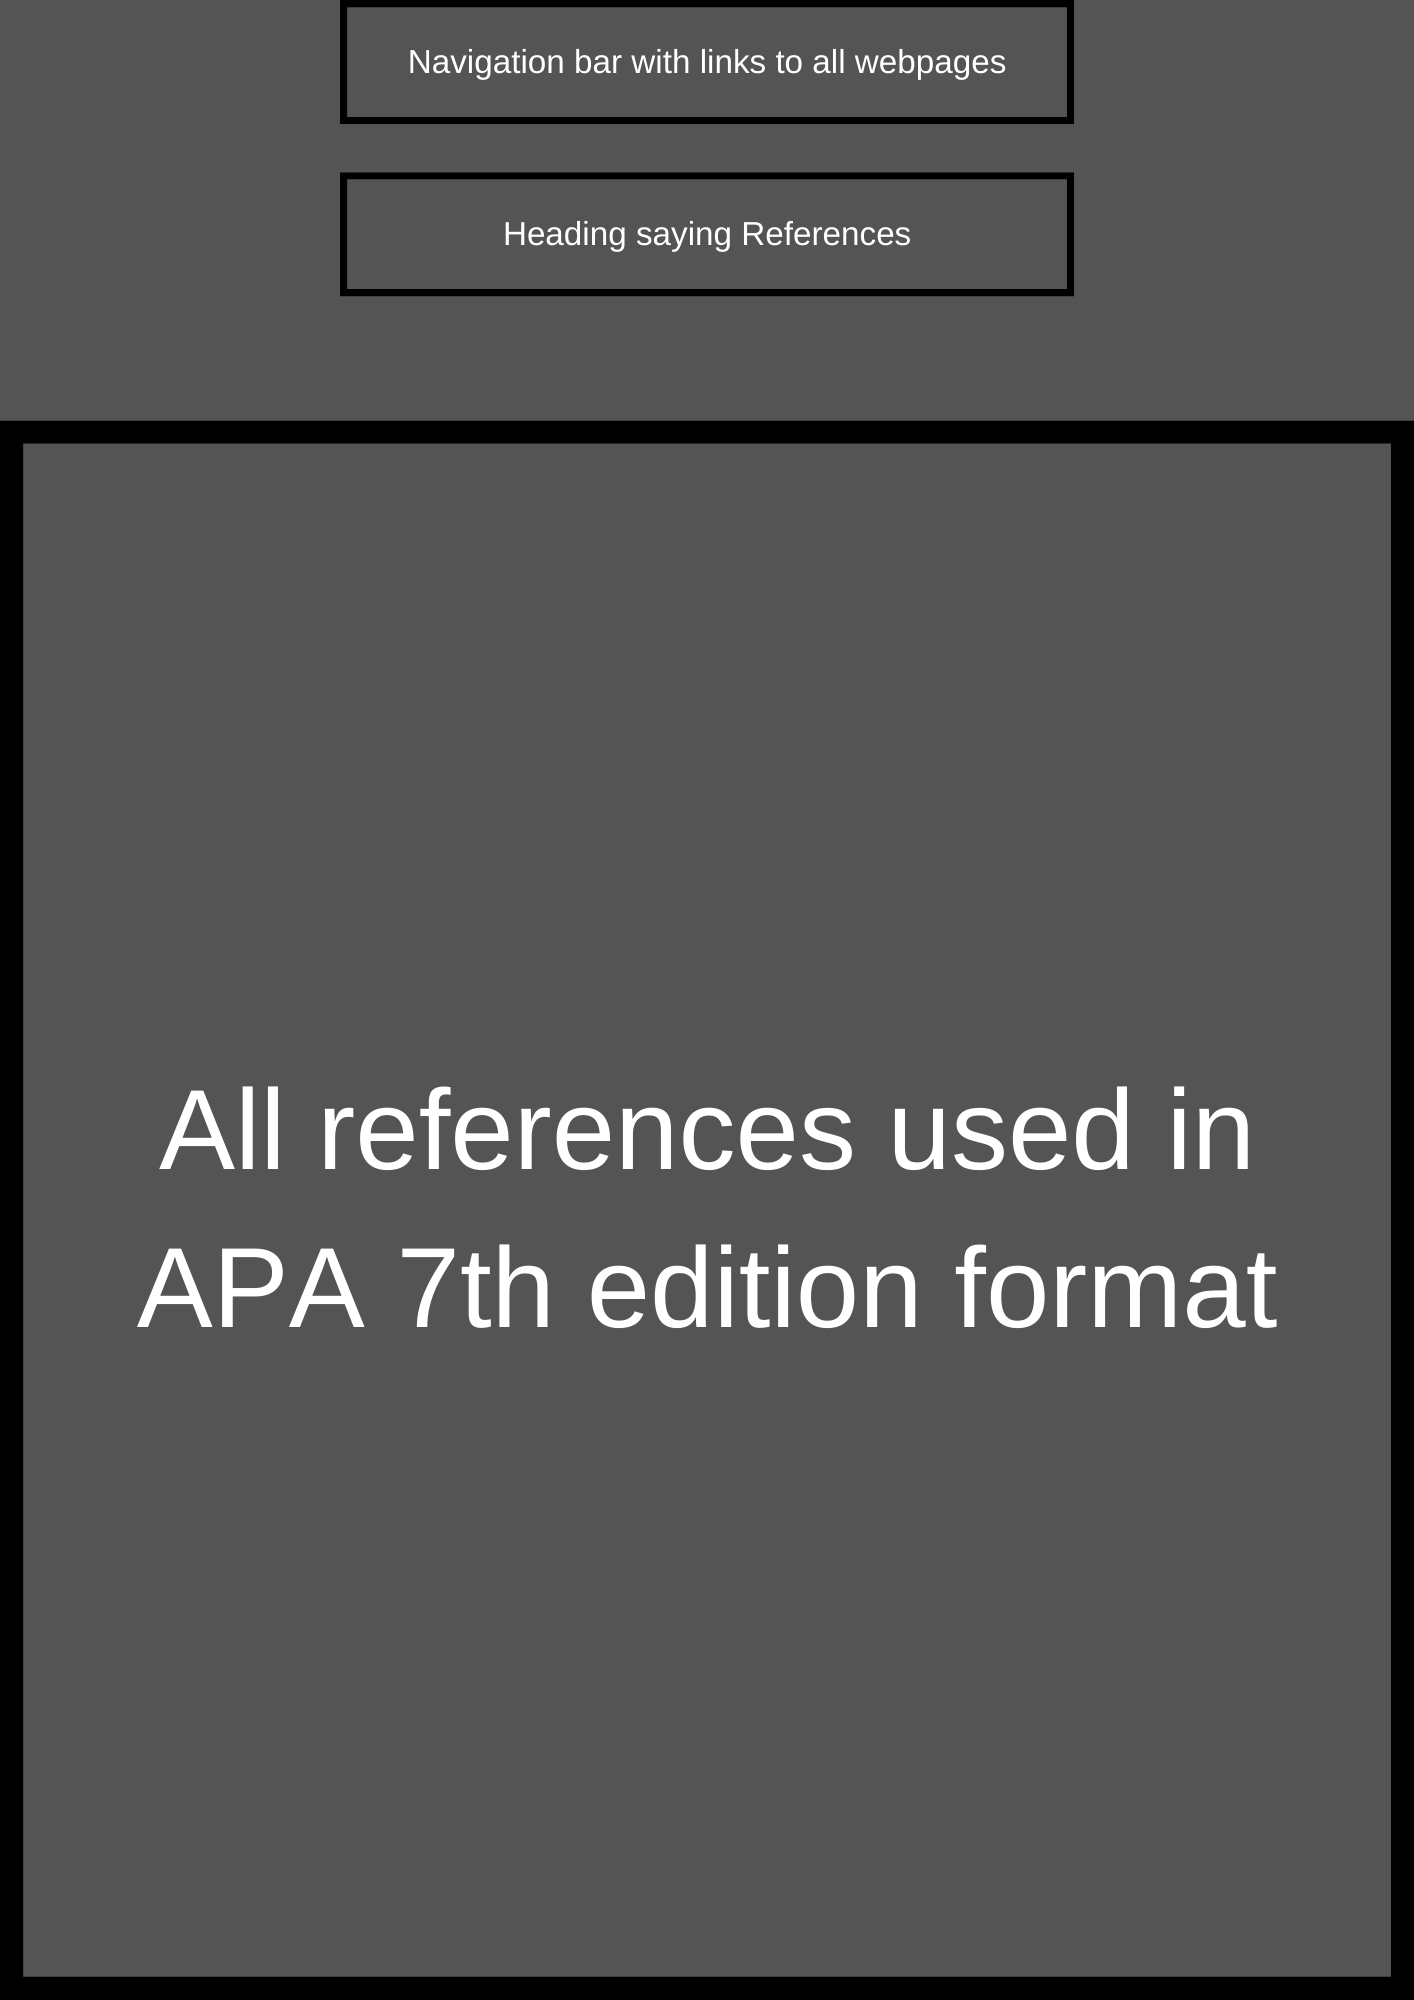 Navigation bar with links to all webpages
Heading saying References
All references used in
APA 7th edition format